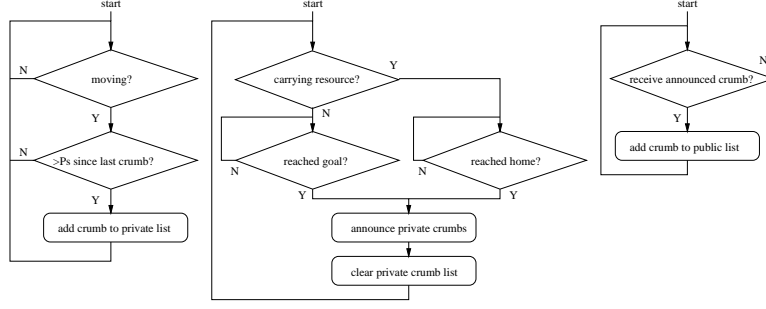 start
moving?
N
Y
>Ps since last crumb?
N
Y
add crumb to private list
start
carrying resource?
Y
N
reached goal?
N
Y
reached home?
N
Y
announce private crumbs
clear private crumb list
start
receive announced crumb?
N
Y
add crumb to public list